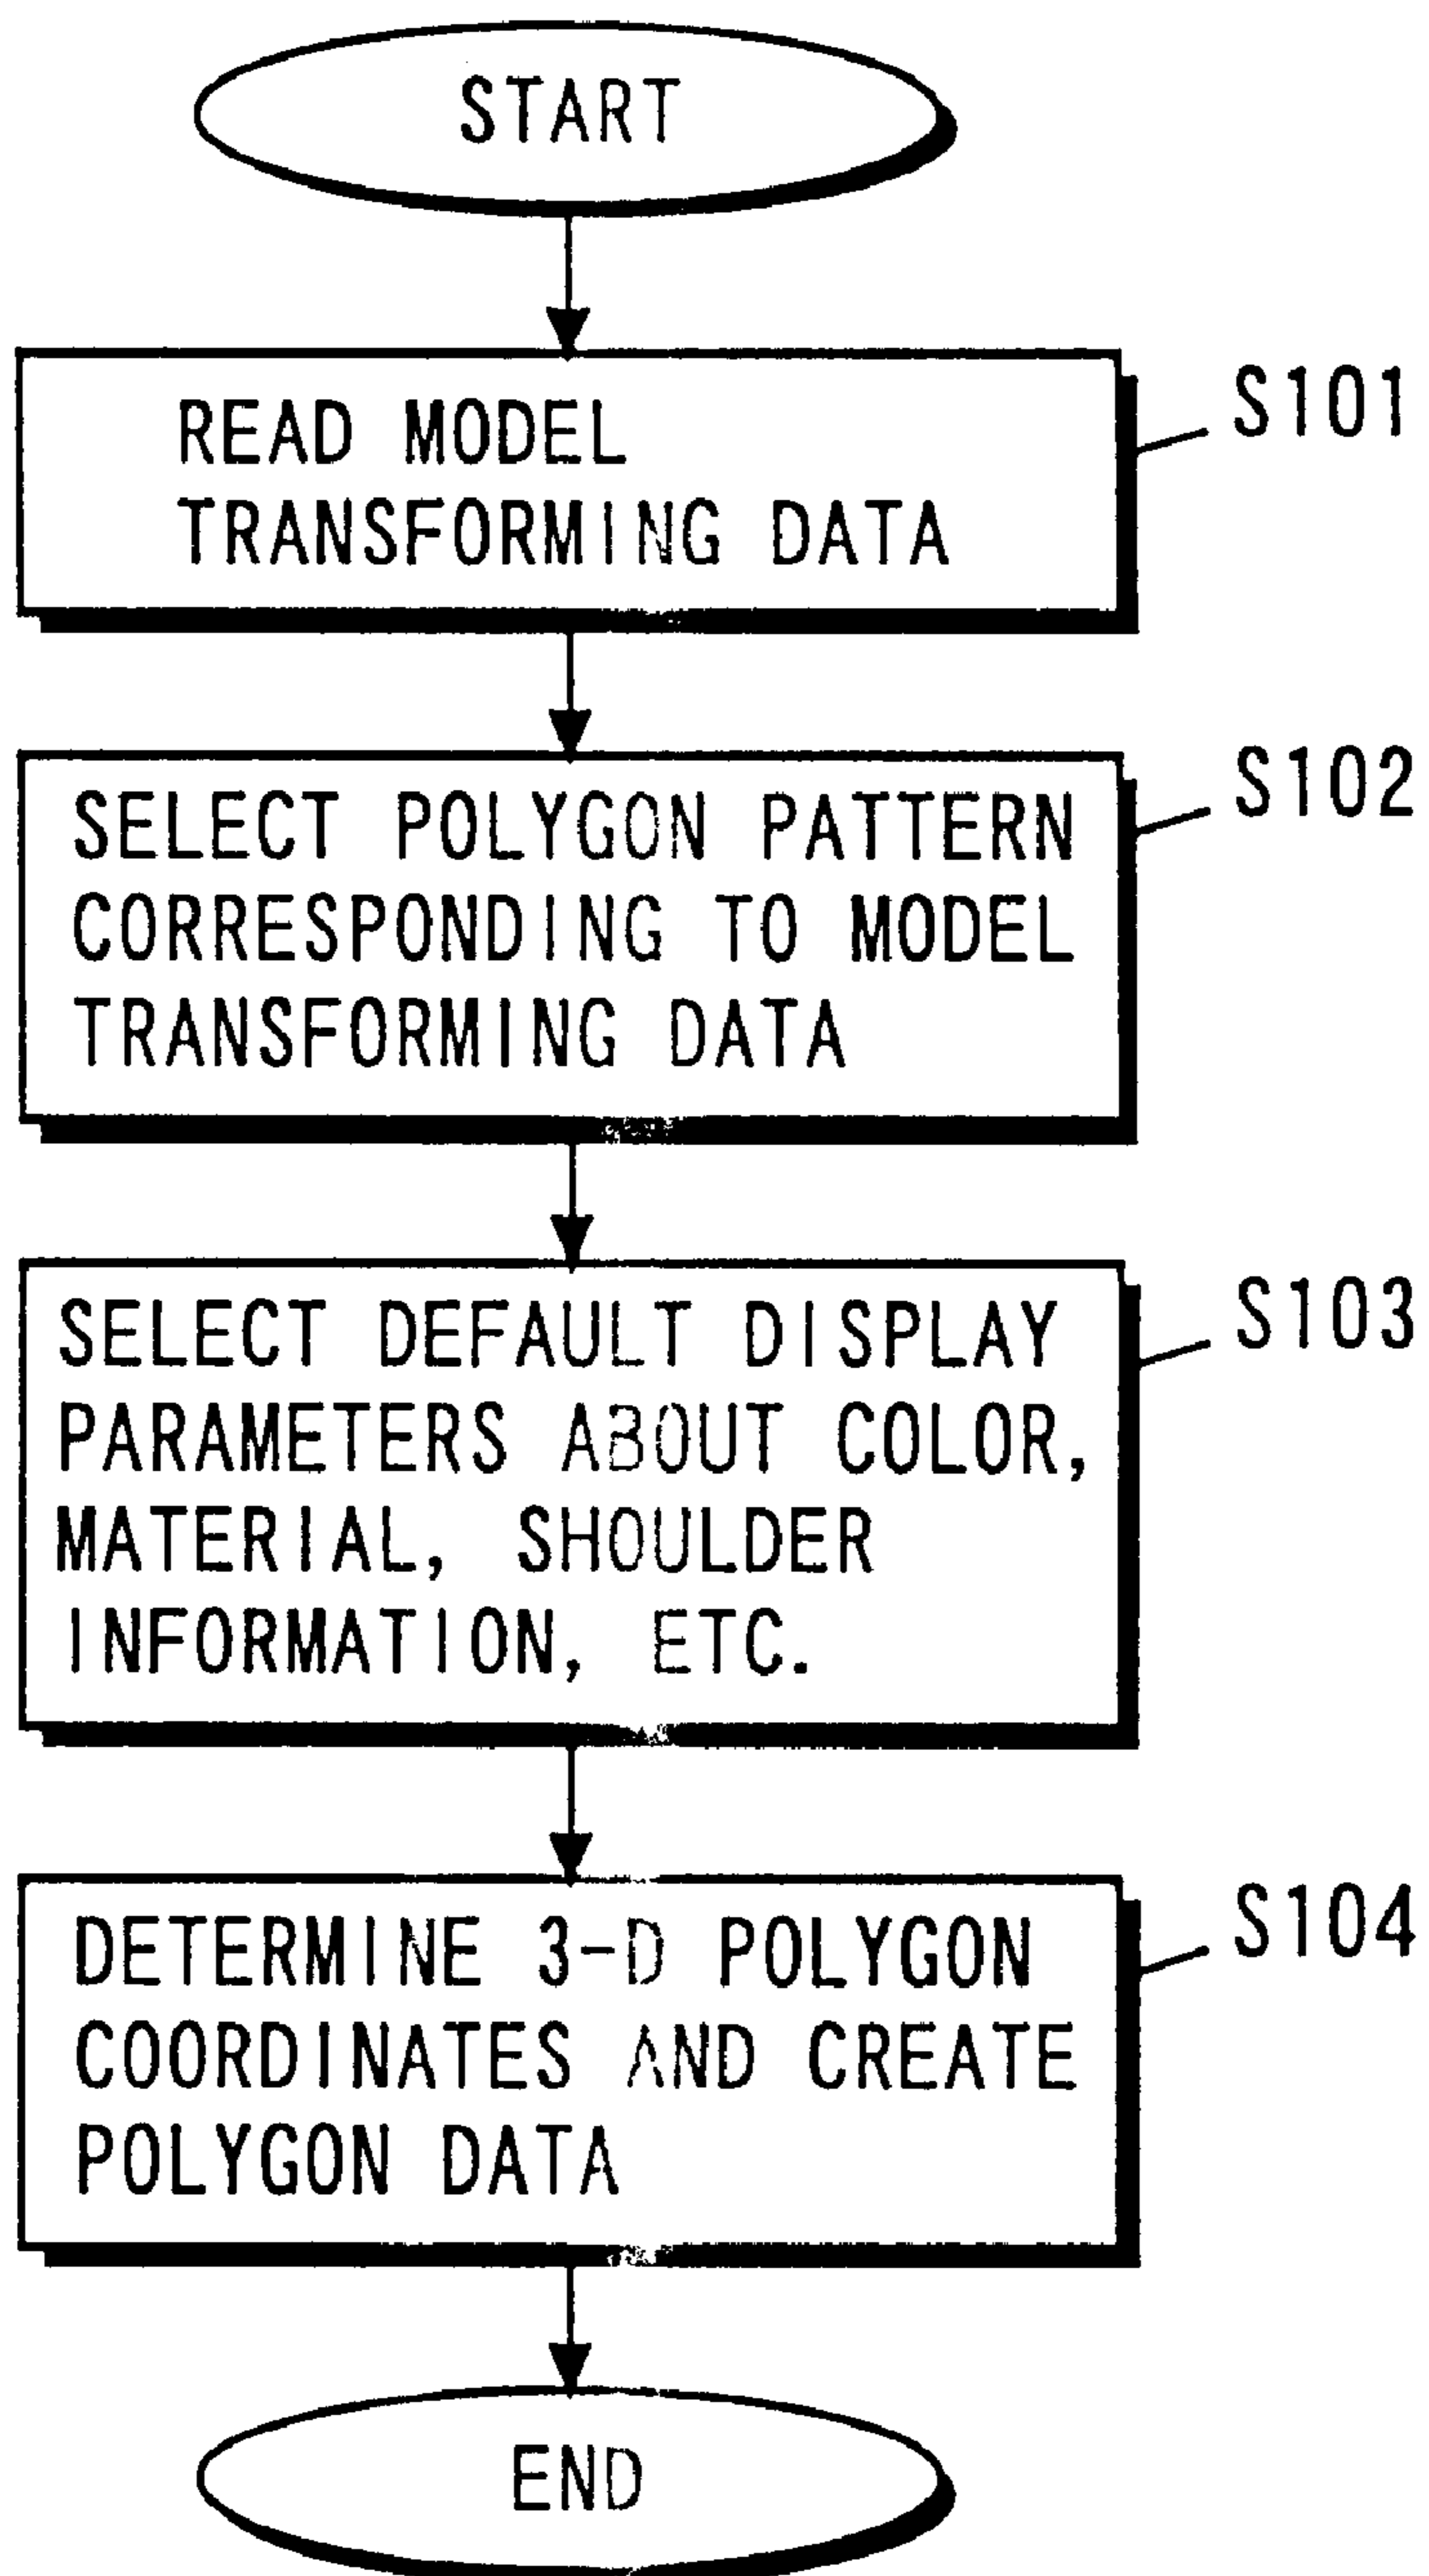 START
READ MODEL
TRANSFORMING DATA
S101
SELECT POLYGON PATTERN
CORRESPONDING TO MODEL
TRANSFORMING DATA
S102
SELECT DEFAULT DISPLAY
PARAMETERS ABOUT COLOR,
MATERIAL, SHOULDER
INFORMATION, ETC.
S103
DETERMINE 3-D POLYGON
COORDINATES AND CREATE
POLYGON DATA
S104
END